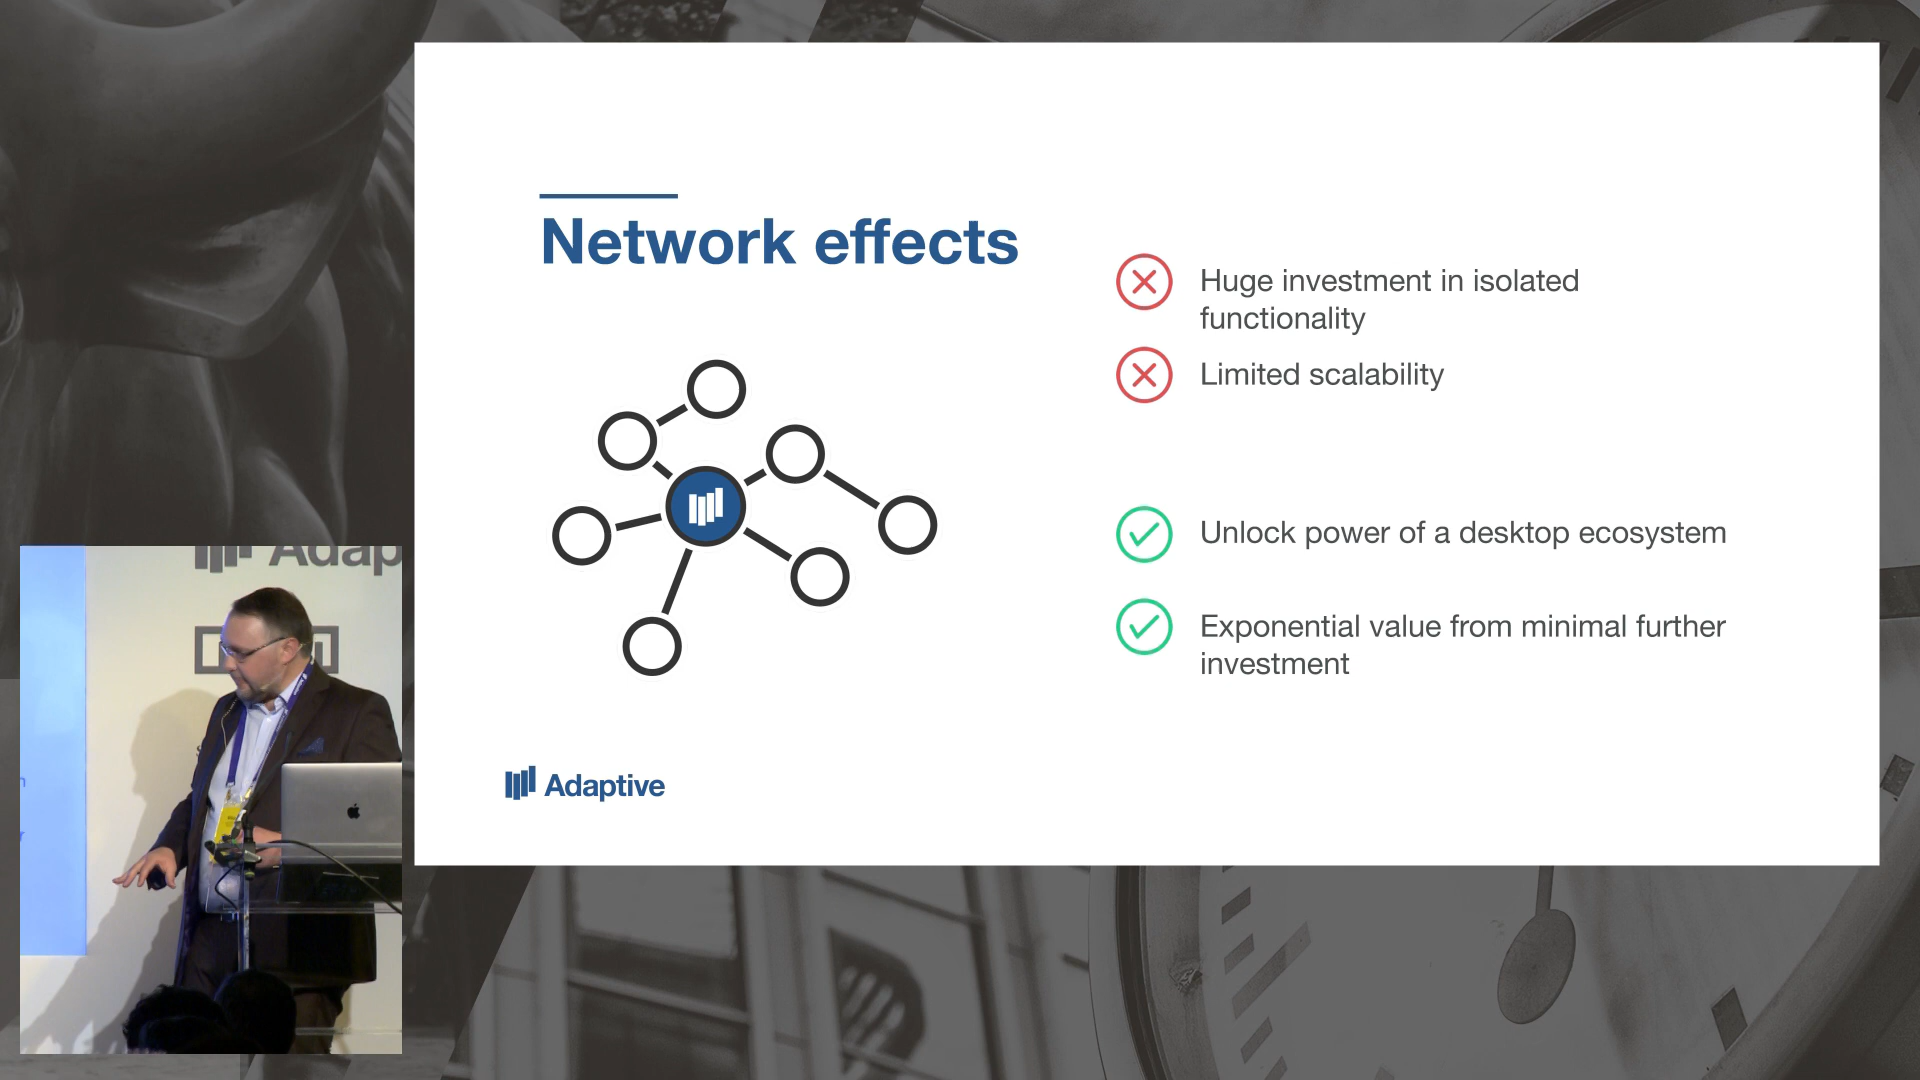 Network effects
Huge investment in isolated
functionality
Limited scalability
Unlock power of a desktop ecosystem
Exponential value from minimal further
investment
Adaptive
Adap